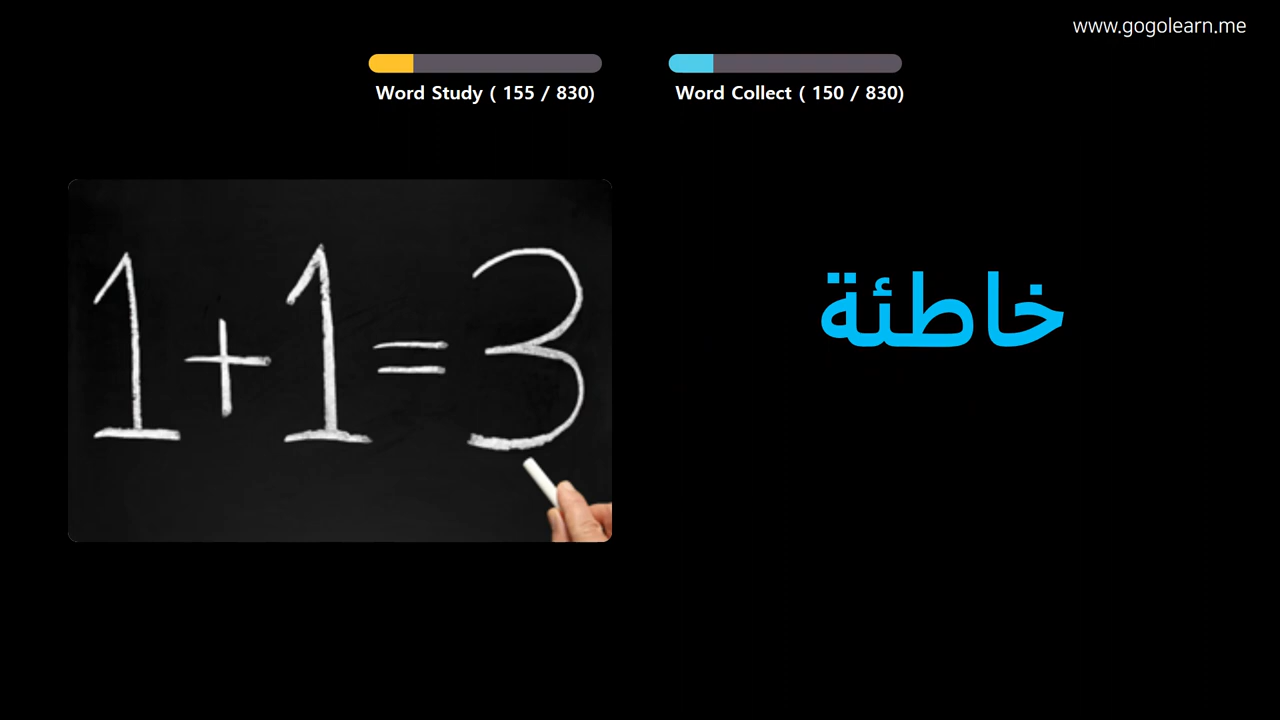 www.gogolearn.me
Word Study ( 155 / 830)
Word Collect ( 150 / 830)
1+1=3
خاطئة